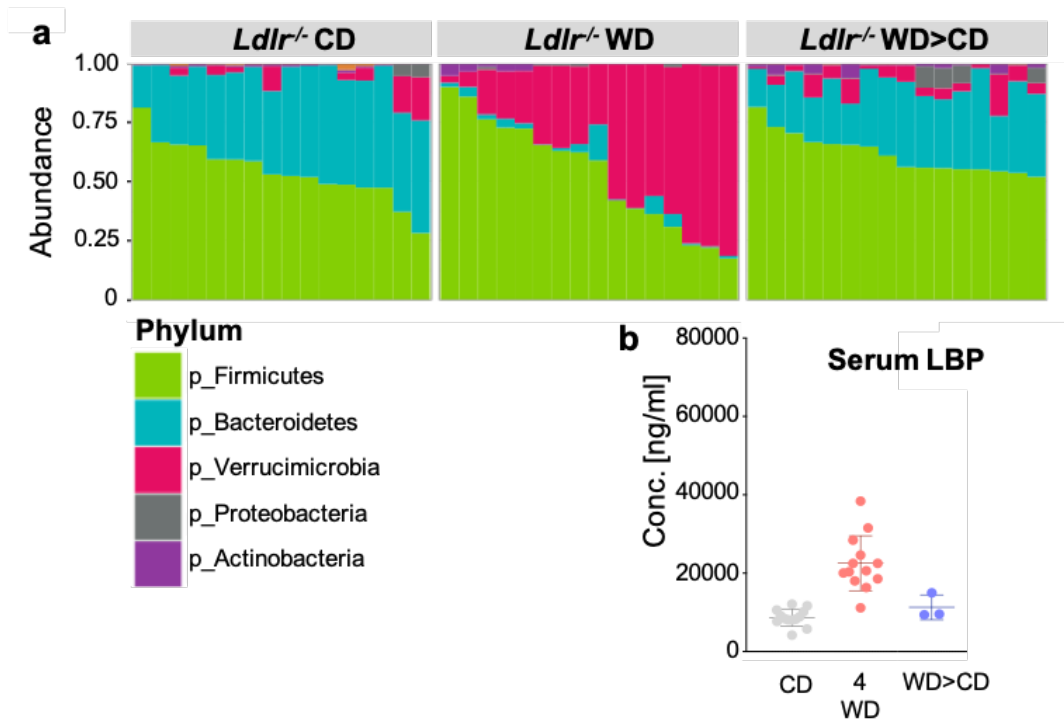 a
Ldlr-/- CD
Ldlr-/- WD
Ldlr-/- WD>CD
Abundance
1.00
0.75
0.50
0.25
0
Phylum
p_Firmicutes
p_Bacteroidetes
p_Verrucimicrobia
p_Proteobacteria
p_Actinobacteria
b
Serum LBP
Conc. [ng/ml]
80000
60000
40000
20000
0
CD
4
WD
WD>CD